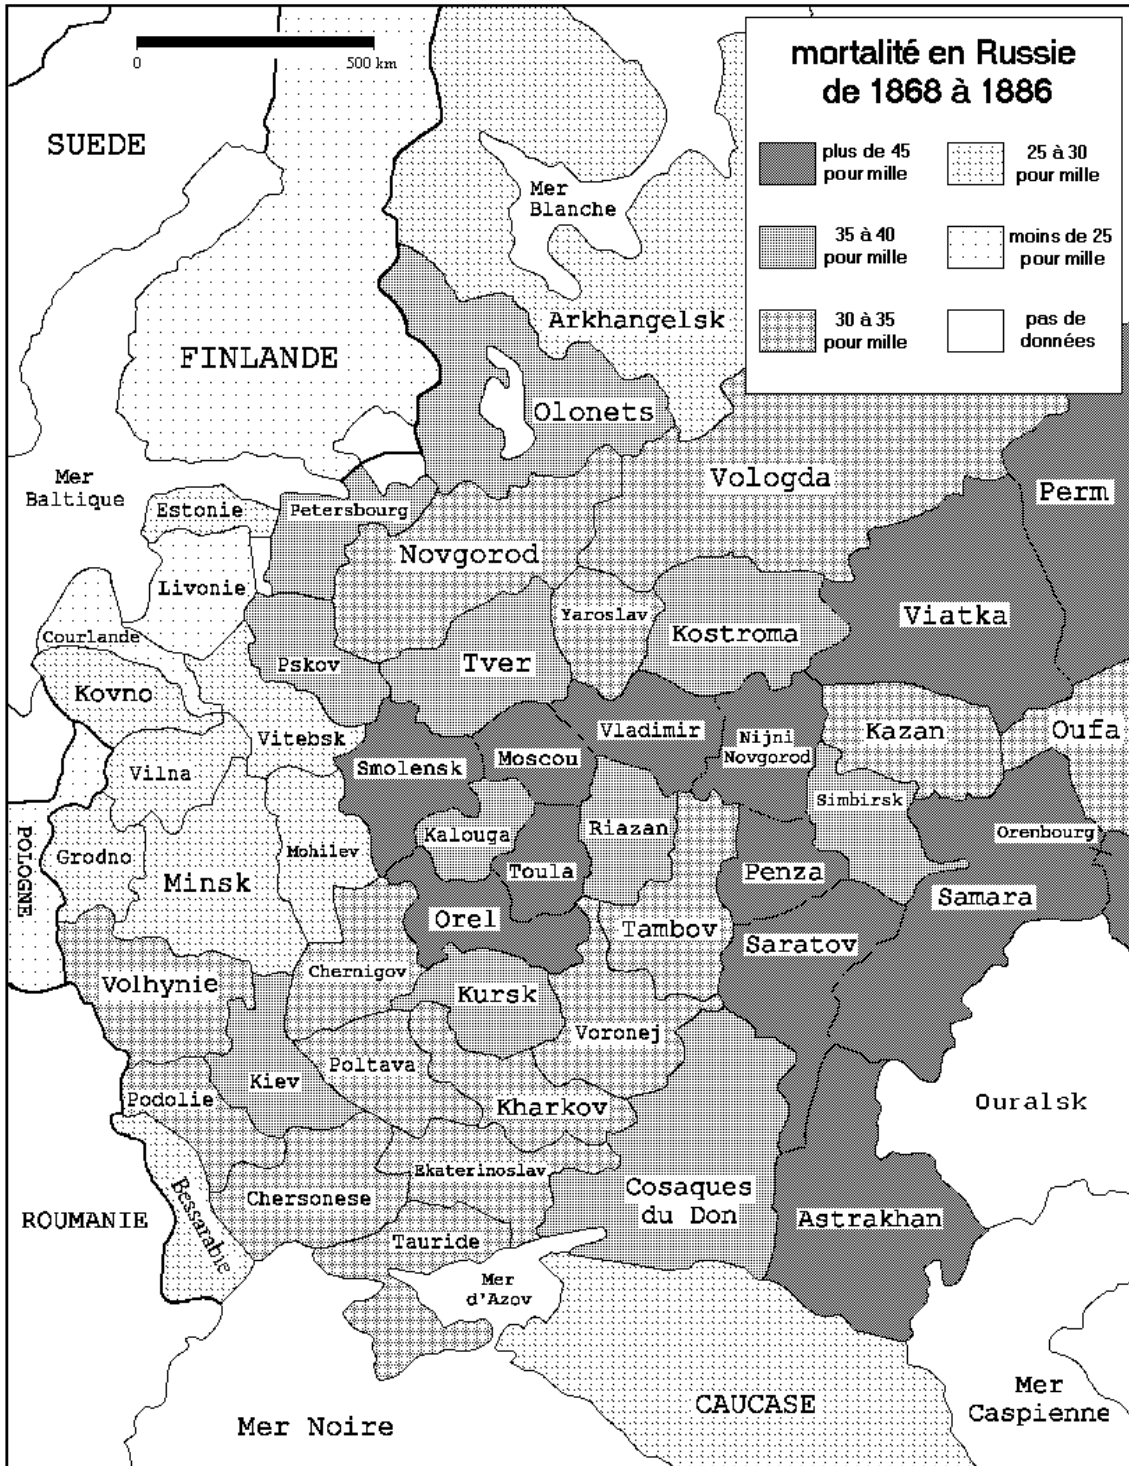 mortalité en Russie
de 1868 à 1886
plus de 45
pour mille
25 à 30
pour mille
35 à 40
pour mille
moins de 25
pour mille
30 à 35
pour mille
pas de
données
0
500 km
SUEDE
Mer
Blanche
Arkhangelsk
FINLANDE
Olonets
Mer
Baltique
Vologda
Perm
Estonie
Petersbourg
Novgorod
Livonie
Yaroslav
Viatka
Courlande
Kostroma
Pskov
Tver
Kovno
Vitebsk
Vladimir
Nijni
Novgorod
Kazan
Oufa
Vilna
Smolensk
Moscou
Simbirsk
Kalouga
Riazan
Orenbourg
POLOGNE
Grodno
Mohilev
Minsk
Toula
Penza
Samara
Orel
Tambov
Saratov
Volhynie
Chernigov
Kursk
Voronej
Poltava
Kiev
Podolie
Kharkov
Ouralsk
Ekaterinoslav
Bessarabie
Chersonese
Cosaques
du Don
ROUMANIE
Astrakhan
Tauride
Mer
d'Azov
CAUCASE
Mer
Caspienne
Mer Noire